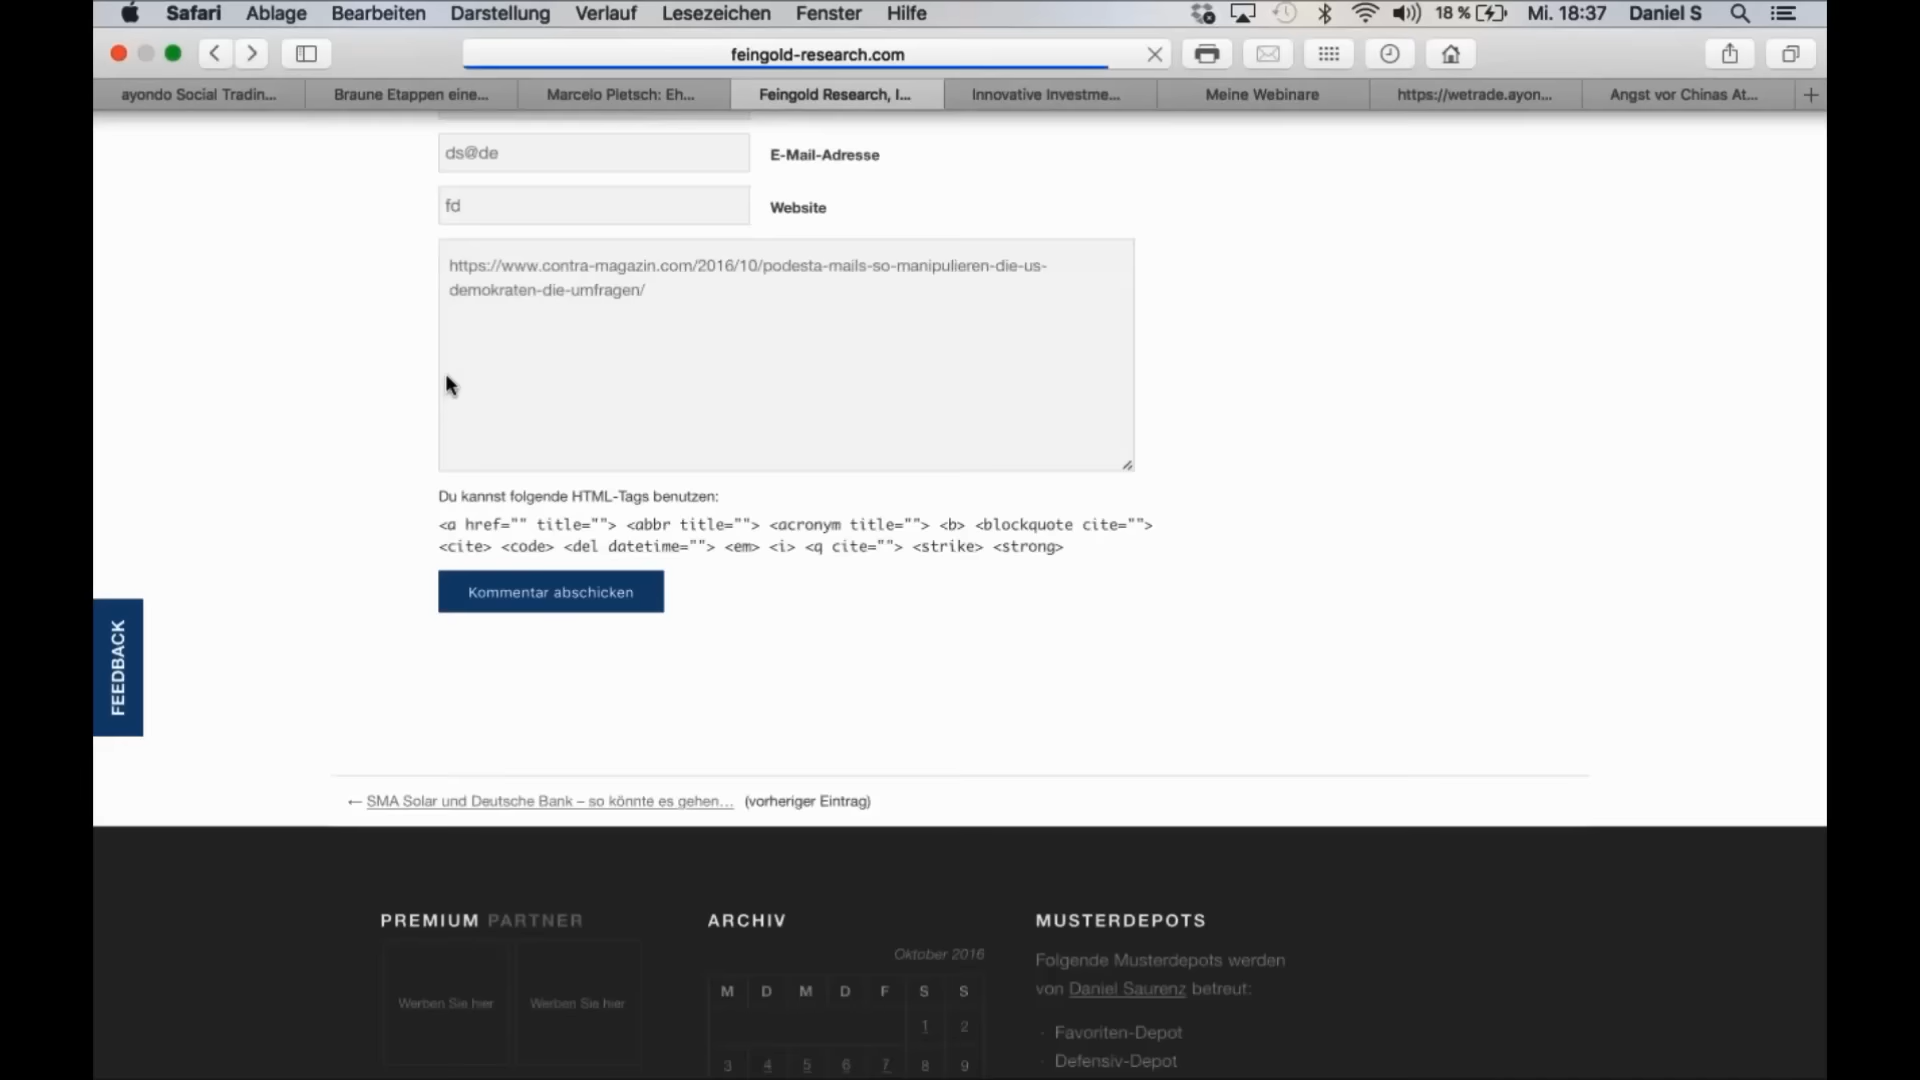 Safari Ablage Bearbeiten Darstellung Verlauf Lesezeichen Fenster Hilfe 18 % Mi. 18:37 Daniel S
feingold-research.com
ayondo Social Tradin... Braune Etappen eine... Marcelo Pletsch: Eh... Feingold Research, I... Innovative Investme... Meine Webinare https://wetrade.ayon... Angst vor Chinas At...
ds@de E-Mail-Adresse
fd Website
https://www.contra-magazin.com/2016/10/podesta-mails-so-manipulieren-die-us-
demokraten-die-umfragen/
Du kannst folgende HTML-Tags benutzen:
<a href="" title=""> <abbr title=""> <acronym title=""> <b> <blockquote cite="">
<cite> <code> <del datetime=""> <em> <i> <q cite=""> <strike> <strong>
Kommentar abschicken
FEEDBACK
← SMA Solar und Deutsche Bank – so könnte es gehen… (vorheriger Eintrag)
PREMIUM PARTNER ARCHIV MUSTERDEPOTS
Oktober 2016
Folgende Musterdepots werden
von Daniel Saurenz betreut:
M D M D F S S
Werben Sie hier Werben Sie hier
1 2
· Favoriten-Depot
3 4 5 6 7 8 9
· Defensiv-Depot